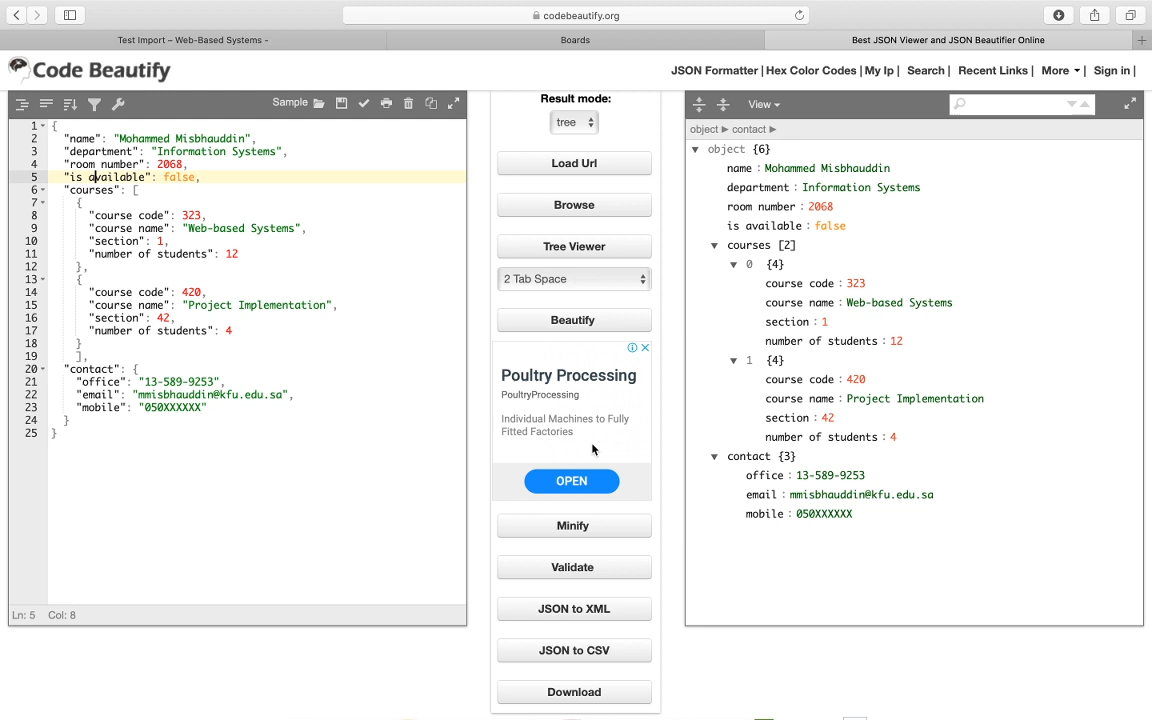 codebeautify.org
Test Import – Web-Based Systems -
Boards
Best JSON Viewer and JSON Beautifier Online
Code Beautify
JSON Formatter | Hex Color Codes | My Ip | Search | Recent Links | More | Sign in |
Sample
1 {
2 "name": "Mohammed Misbhauddin",
3 "department": "Information Systems",
4 "room number": 2068,
5 "is available": false,
6 "courses": [
7 {
8 "course code": 323,
9 "course name": "Web-based Systems",
10 "section": 1,
11 "number of students": 12
12 },
13 {
14 "course code": 420,
15 "course name": "Project Implementation",
16 "section": 42,
17 "number of students": 4
18 }
19 ],
20 "contact": {
21 "office": "13-589-9253",
22 "email": "mmisbhauddin@kfu.edu.sa",
23 "mobile": "050XXXXXX"
24 }
25 }
Ln: 5 Col: 8
Result mode:
tree
Load Url
Browse
Tree Viewer
2 Tab Space
Beautify
Poultry Processing
PoultryProcessing
Individual Machines to Fully
Fitted Factories
OPEN
Minify
Validate
JSON to XML
JSON to CSV
Download
View
object ► contact ►
object {6}
name : Mohammed Misbhauddin
department : Information Systems
room number : 2068
is available : false
courses [2]
0 {4}
course code : 323
course name : Web-based Systems
section : 1
number of students : 12
1 {4}
course code : 420
course name : Project Implementation
section : 42
number of students : 4
contact {3}
office : 13-589-9253
email : mmisbhauddin@kfu.edu.sa
mobile : 050XXXXXX